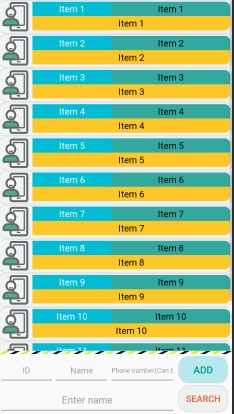 Item 1 Item 1
Item 1
Item 2 Item 2
Item 2
Item 3 Item 3
Item 3
Item 4 Item 4
Item 4
Item 5 Item 5
Item 5
Item 6 Item 6
Item 6
Item 7 Item 7
Item 7
Item 8 Item 8
Item 8
Item 9 Item 9
Item 9
Item 10 Item 10
Item 10
Item 11 Item 11
ID Name Phone number(Can b ADD
Enter name SEARCH